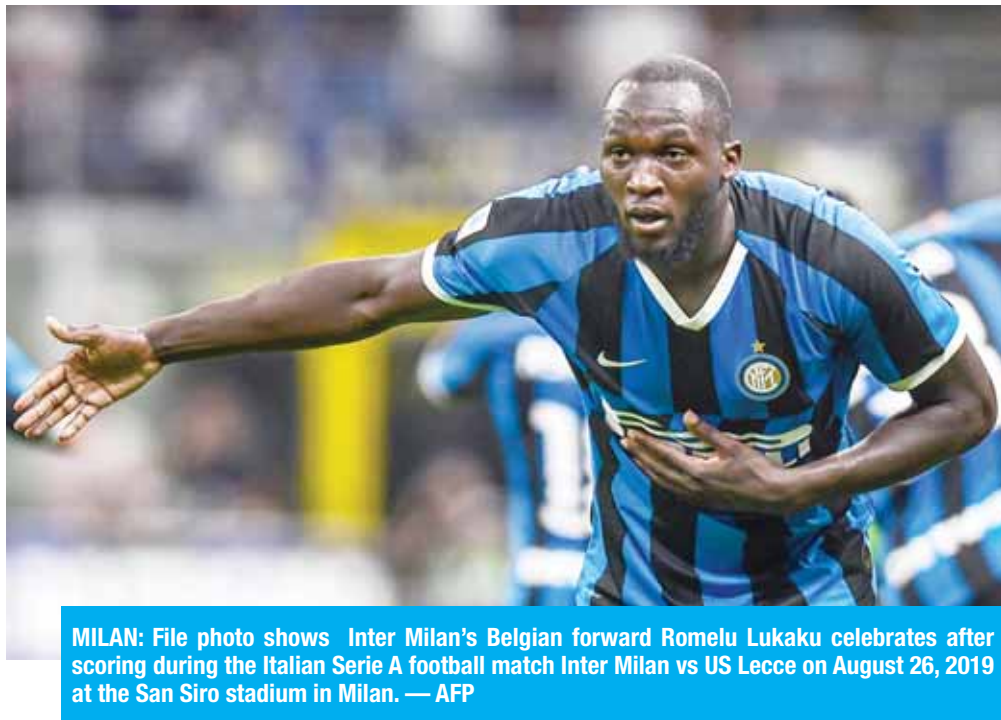 MILAN: File photo shows Inter Milan's Belgian forward Romelu Lukaku celebrates after
scoring during the Italian Serie A football match Inter Milan vs US Lecce on August 26, 2019
at the San Siro stadium in Milan. — AFP